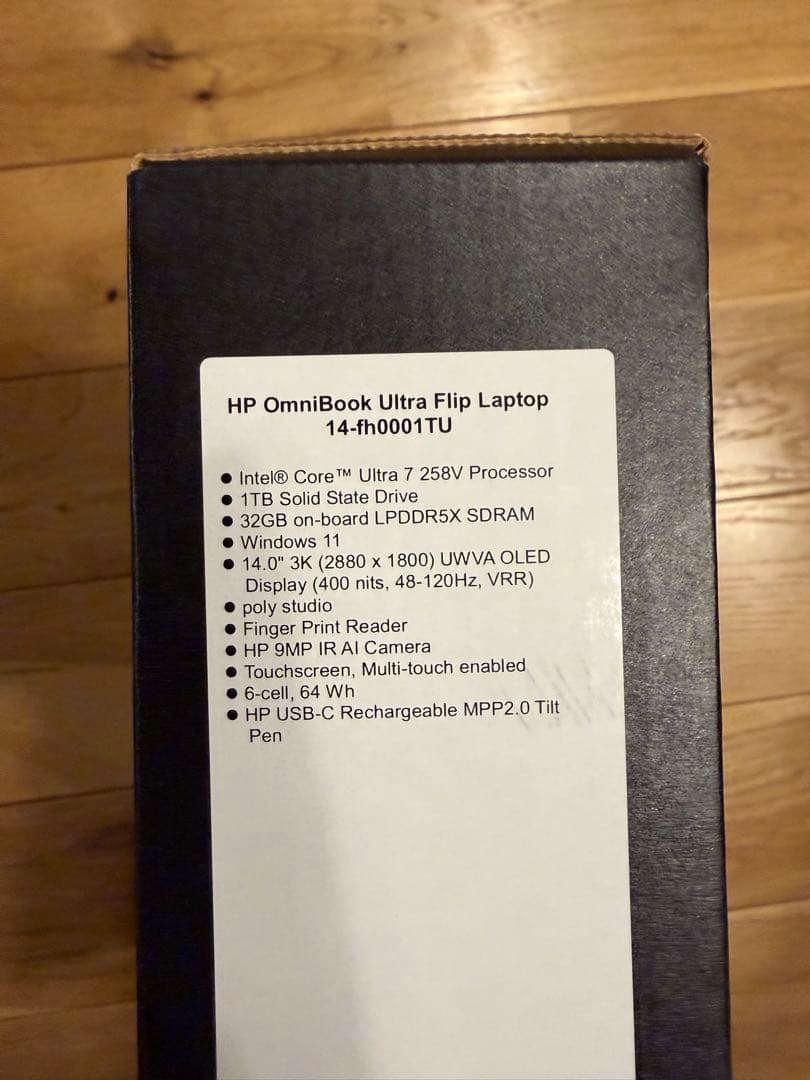 HP OmniBook Ultra Flip Laptop
14-fh0001TU
● Intel® Core™ Ultra 7 258V Processor
● 1TB Solid State Drive
● 32GB on-board LPDDR5X SDRAM
● Windows 11
● 14.0" 3K (2880 x 1800) UWVA OLED
Display (400 nits, 48-120Hz, VRR)
● poly studio
● Finger Print Reader
● HP 9MP IR AI Camera
● Touchscreen, Multi-touch enabled
● 6-cell, 64 Wh
● HP USB-C Rechargeable MPP2.0 Tilt
Pen